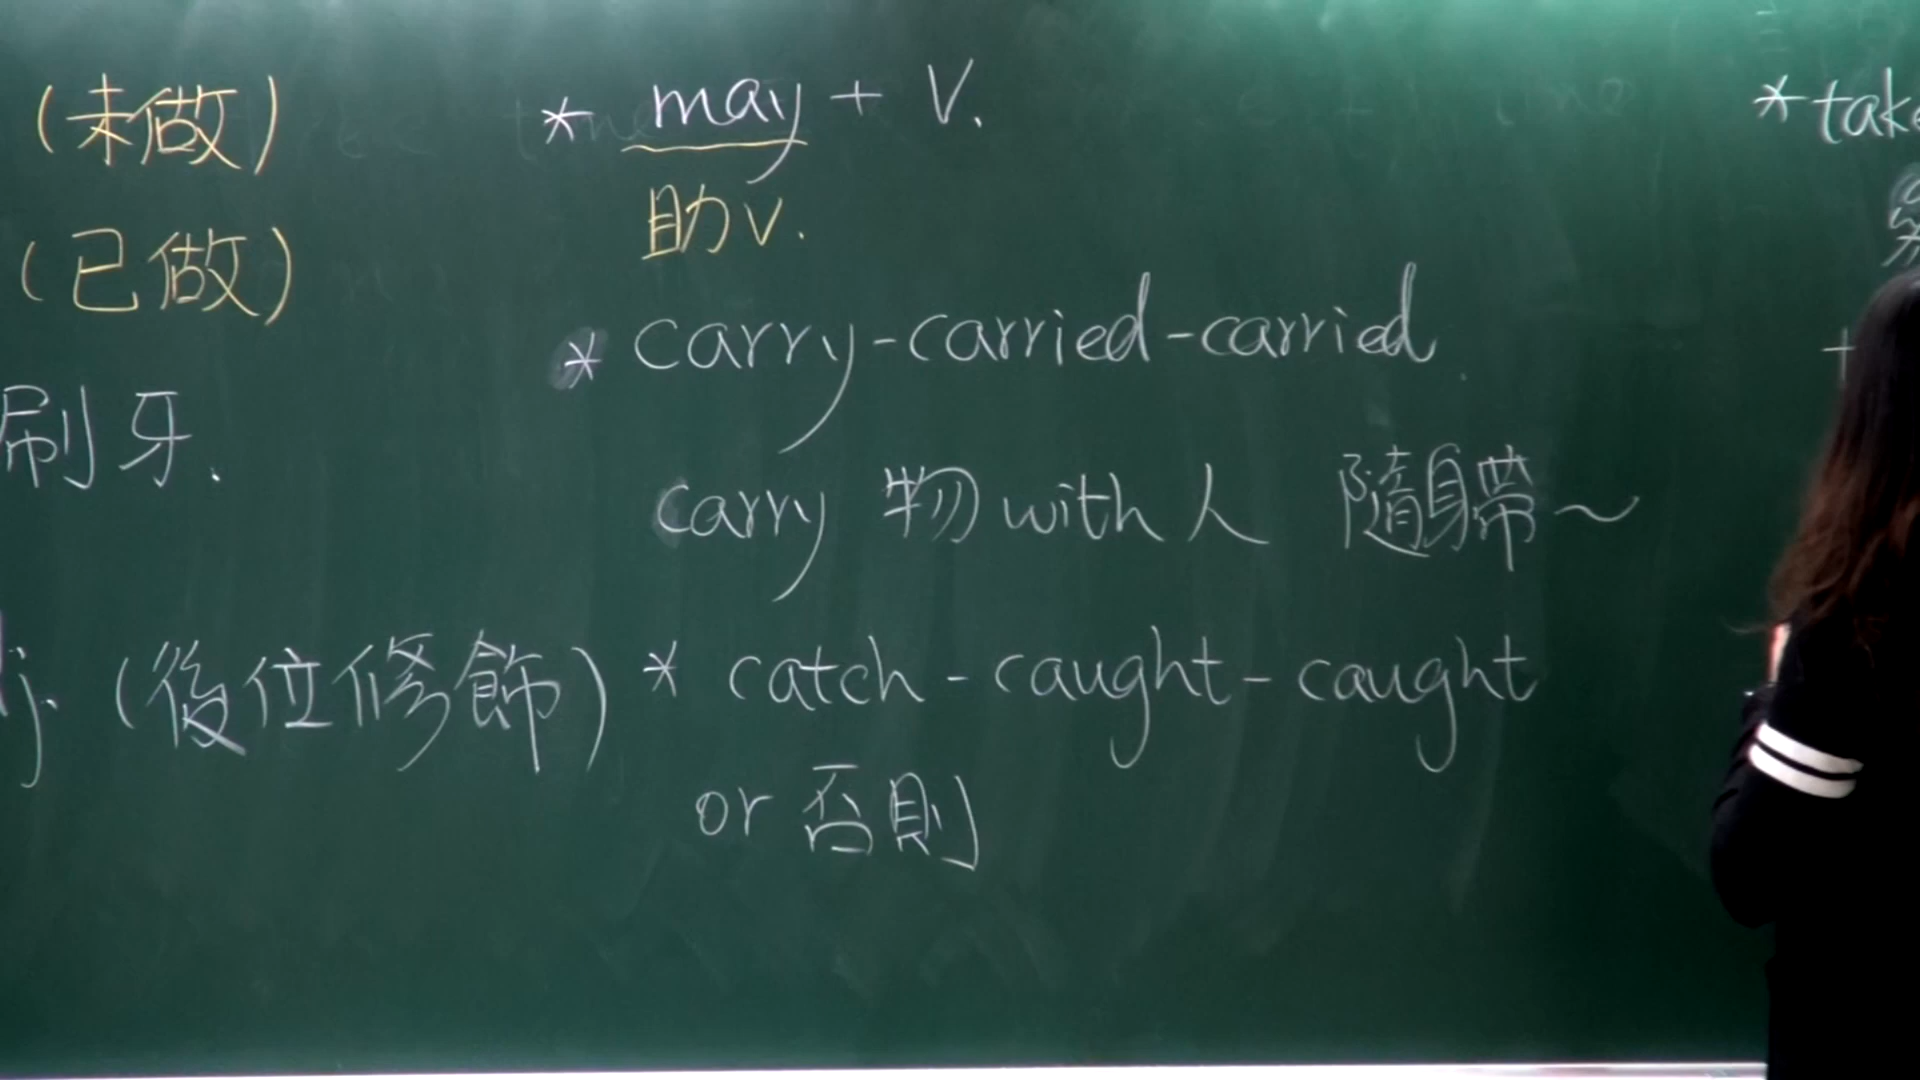 (未做)
(已做)
刷牙.
j. (後位修飾)
* may + V.
助V.
* carry-carried-carried.
carry 物 with 人 隨身帶~
* catch - caught - caught
or 否則
* take